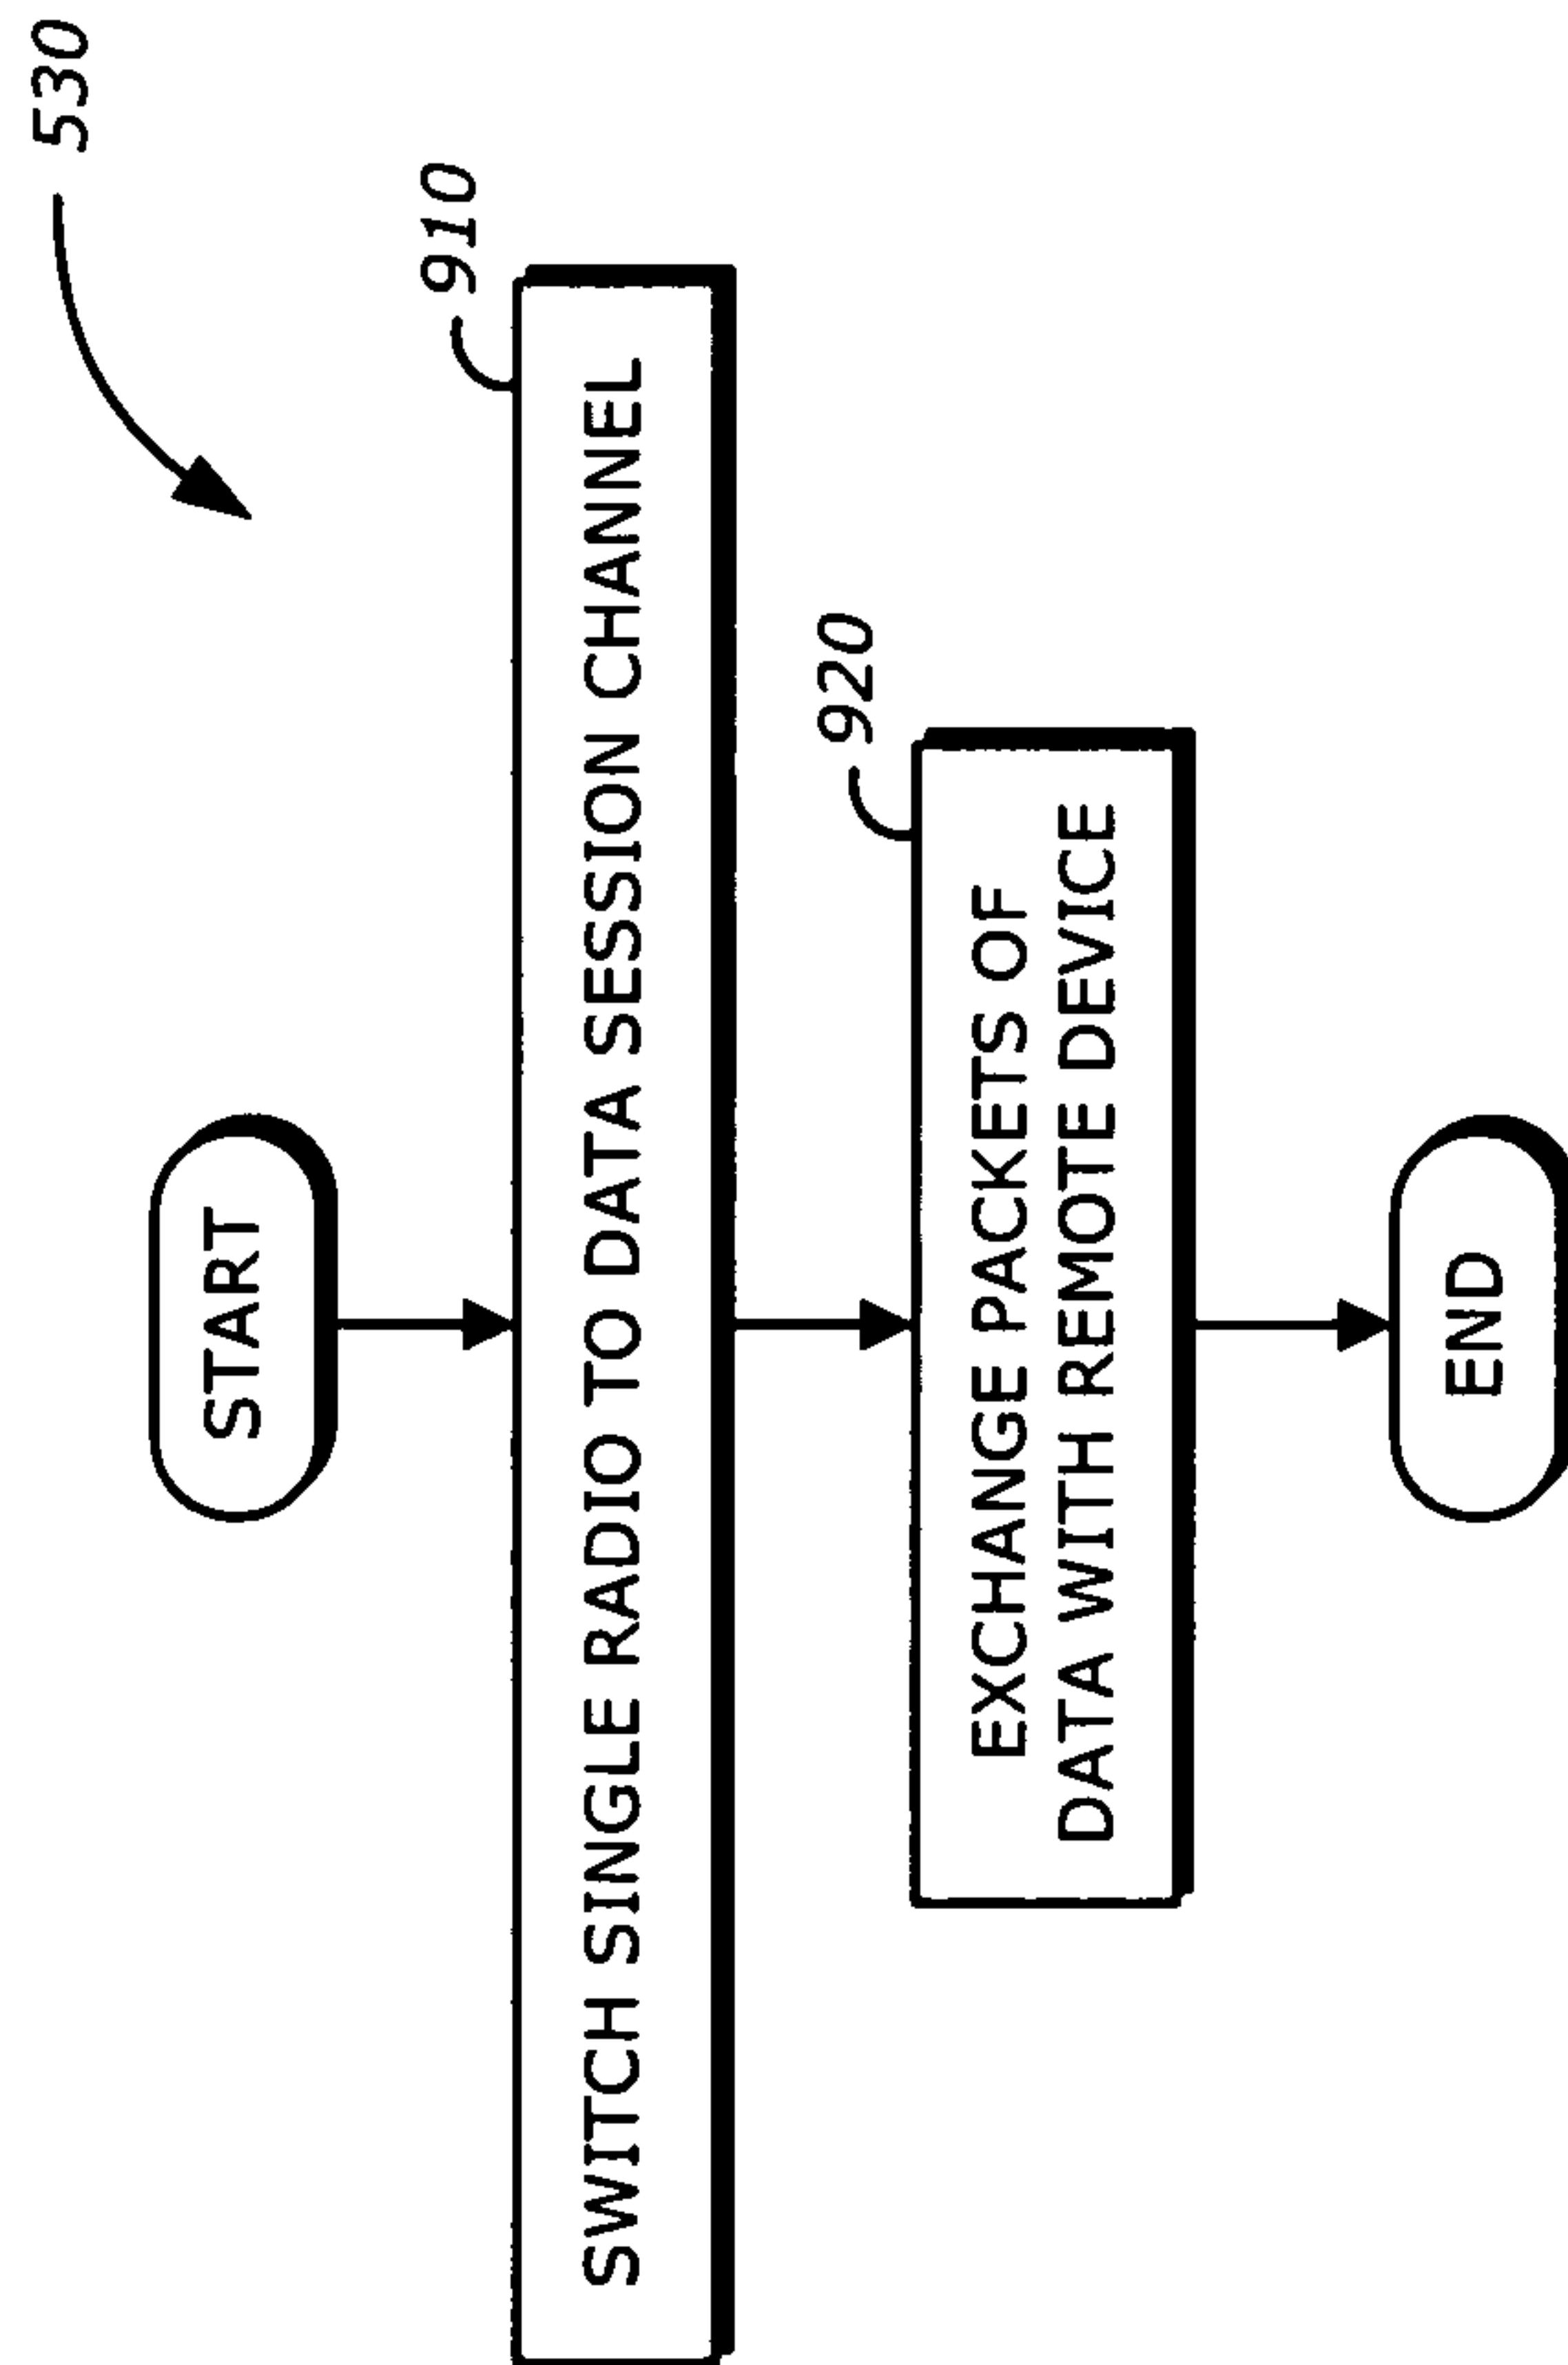 530
START
910
SWITCH SINGLE RADIO TO DATA SESSION CHANNEL
920
EXCHANGE PACKETS OF
DATA WITH REMOTE DEVICE
END